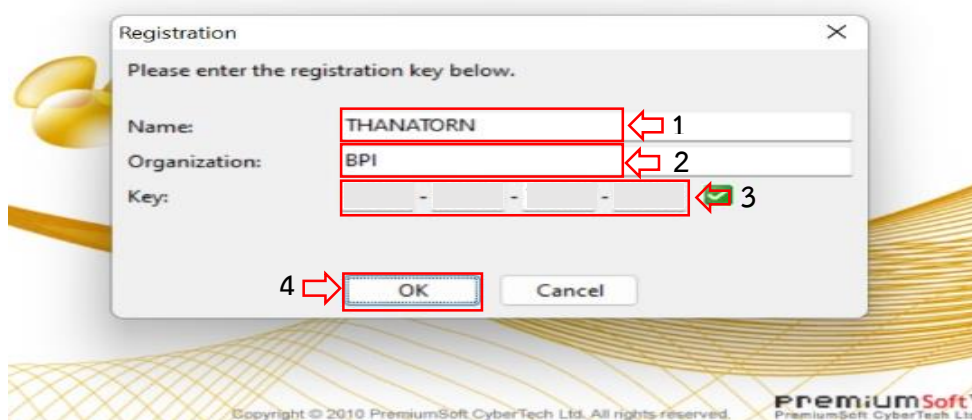 Registration
Please enter the registration key below.
Name: THANATORN 1
Organization: BPI 2
Key: - - - 3
4 OK Cancel
PremiumSoft
Copyright © 2010 PremiumSoft CyberTech Ltd. All rights reserved. PremiumSoft CyberTech Lt